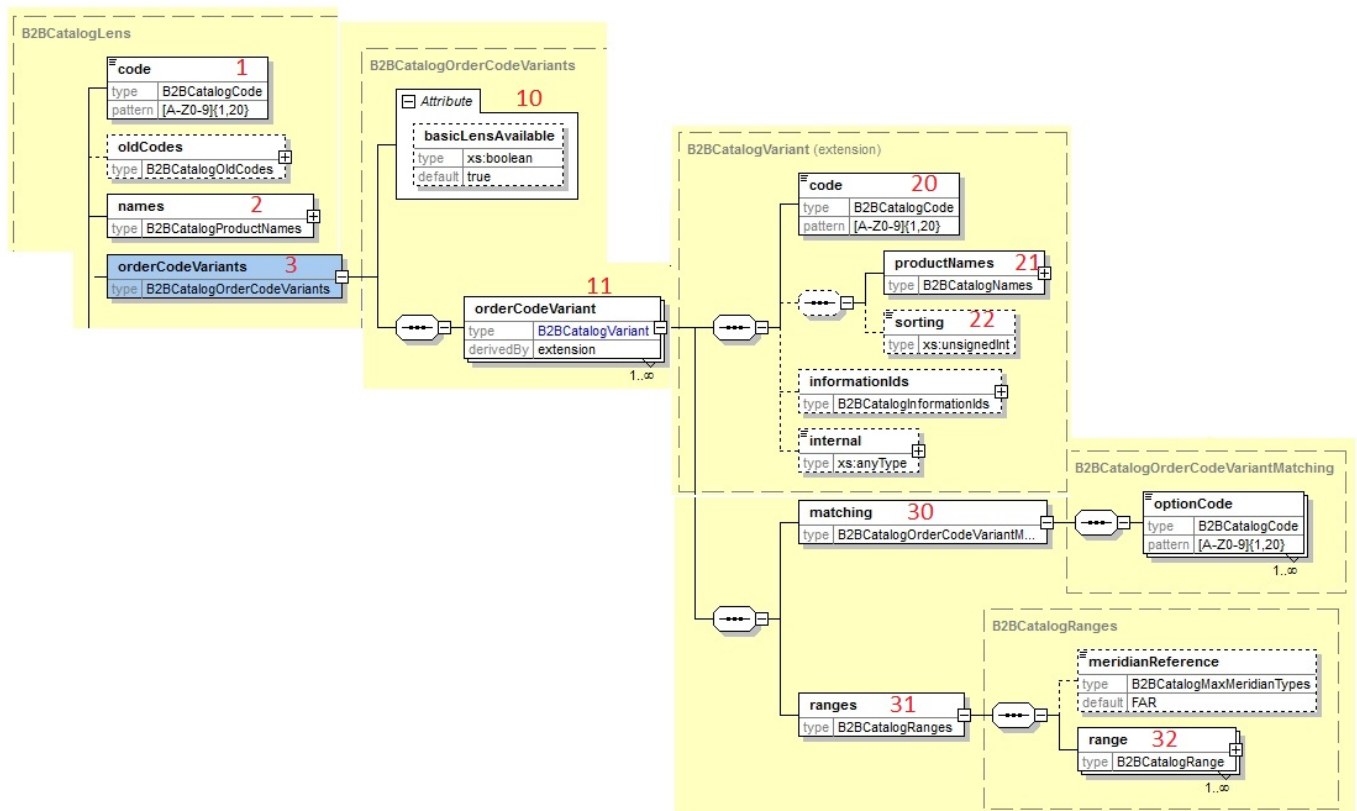 B2BCatalogLens
code 1
type B2BCatalogCode
pattern [A-Z0-9]{1,20}
oldCodes
type B2BCatalogOldCodes
names 2
type B2BCatalogProductNames
orderCodeVariants 3
type B2BCatalogOrderCodeVariants
B2BCatalogOrderCodeVariants
Attribute 10
basicLensAvailable
type xs:boolean
default true
orderCodeVariant 11
type B2BCatalogVariant
derivedBy extension
1..∞
B2BCatalogVariant (extension)
code 20
type B2BCatalogCode
pattern [A-Z0-9]{1,20}
productNames 21
type B2BCatalogNames
sorting 22
type xs:unsignedInt
informationIds
type B2BCatalogInformationIds
internal
type xs:anyType
matching 30
type B2BCatalogOrderCodeVariantM...
B2BCatalogOrderCodeVariantMatching
optionCode
type B2BCatalogCode
pattern [A-Z0-9]{1,20}
1..∞
ranges 31
type B2BCatalogRanges
B2BCatalogRanges
meridianReference
type B2BCatalogMaxMeridianTypes
default FAR
range 32
type B2BCatalogRange
1..∞